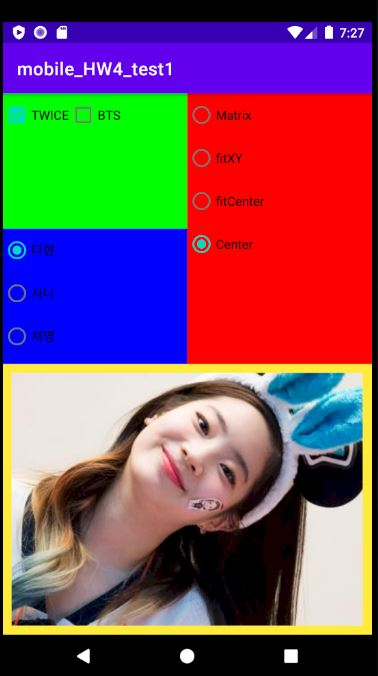 7:27
mobile_HW4_test1
TWICE
BTS
Matrix
fitXY
fitCenter
Center
다현
사나
채영